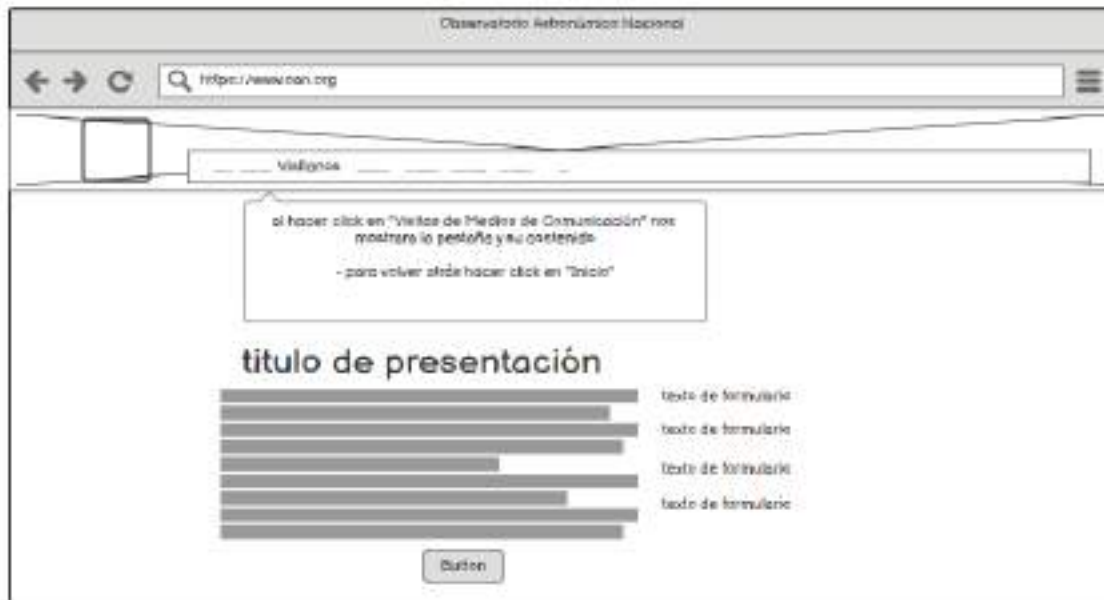 Observatorio Astronómico Nacional
https://www.oan.org
al hacer click en "Visitas de Medios de Comunicación" nos
mostrara la pestaña y su contenido
- para volver atrás hacer click en "Inicio"
titulo de presentación
texto de formulario
texto de formulario
texto de formulario
texto de formulario
Button